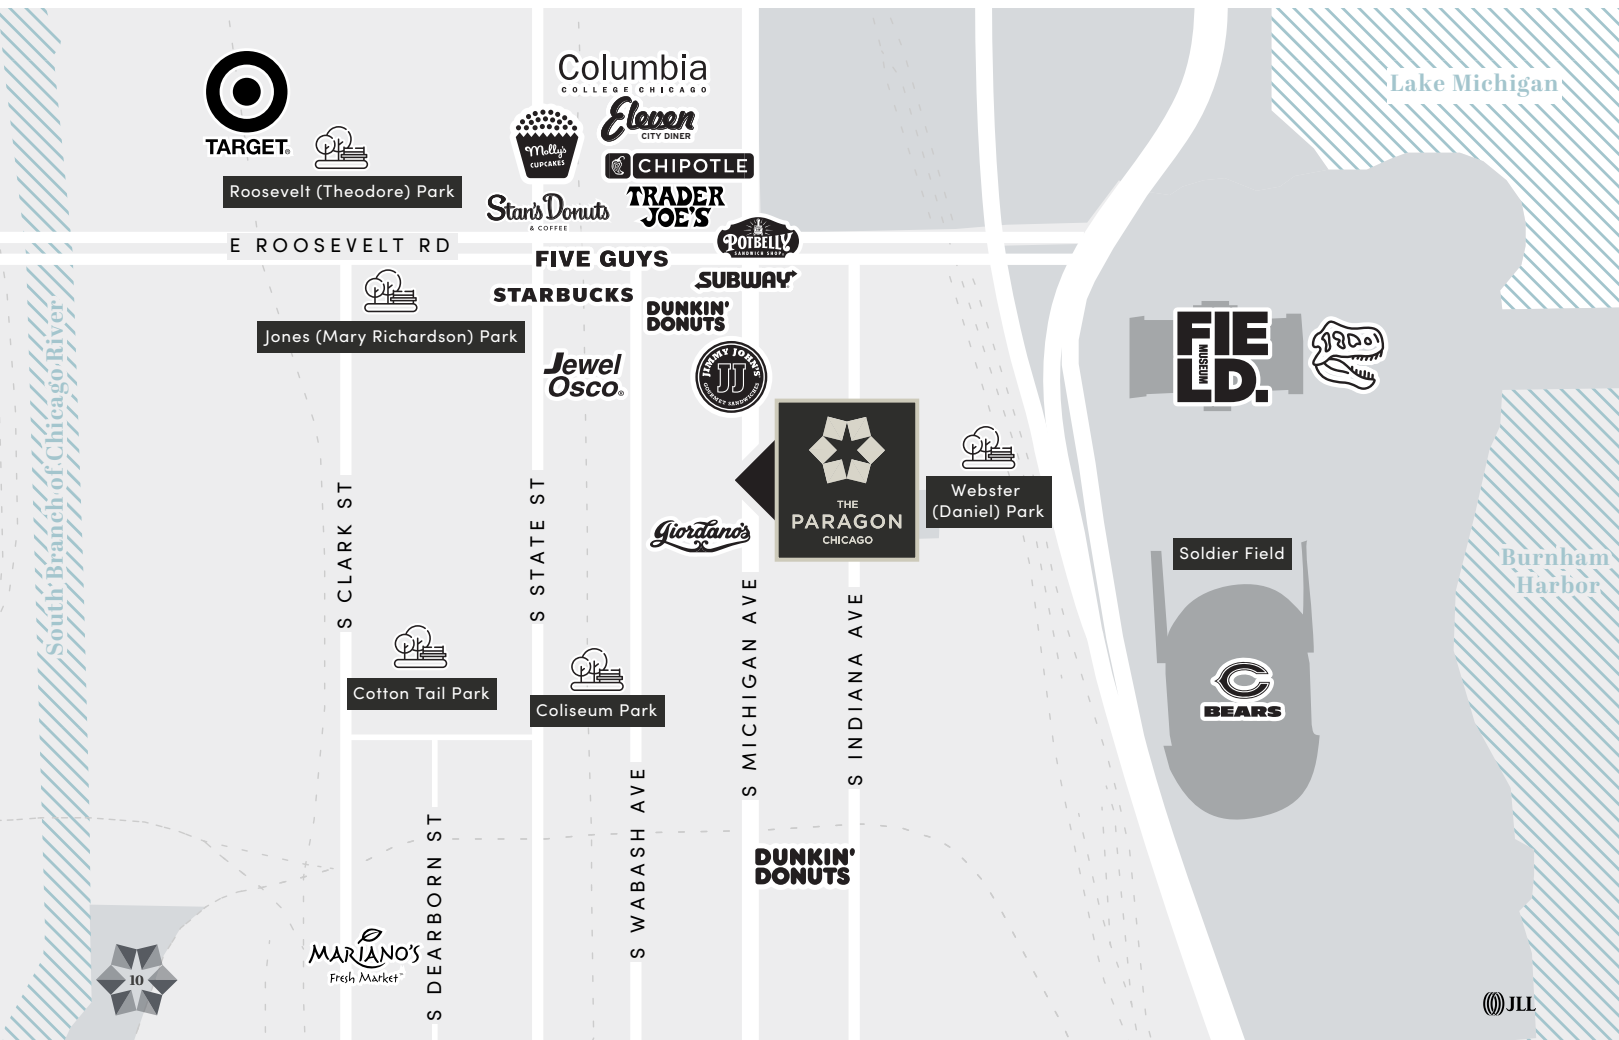 Columbia
COLLEGE CHICAGO
Lake Michigan
Eleven
CITY DINER
TARGET®
Molly's
CUPCAKES
CHIPOTLE
Roosevelt (Theodore) Park
TRADER
JOE'S
Stan's Donuts
& COFFEE
E ROOSEVELT RD
POTBELLY
SANDWICH SHOP
FIVE GUYS
SUBWAY
STARBUCKS
DUNKIN'
DONUTS
Jones (Mary Richardson) Park
FIE
LD.
MUSEUM
Jewel
Osco®
JIMMY JOHN'S
JJ
GOURMET SANDWICHES
South Branch of Chicago River
THE
PARAGON
CHICAGO
Webster
(Daniel) Park
Giordano's
S CLARK ST
S STATE ST
Soldier Field
Burnham
Harbor
S MICHIGAN AVE
S INDIANA AVE
Cotton Tail Park
Coliseum Park
C
BEARS
S WABASH AVE
S DEARBORN ST
DUNKIN'
DONUTS
MARIANO'S
Fresh Market™
10
JLL